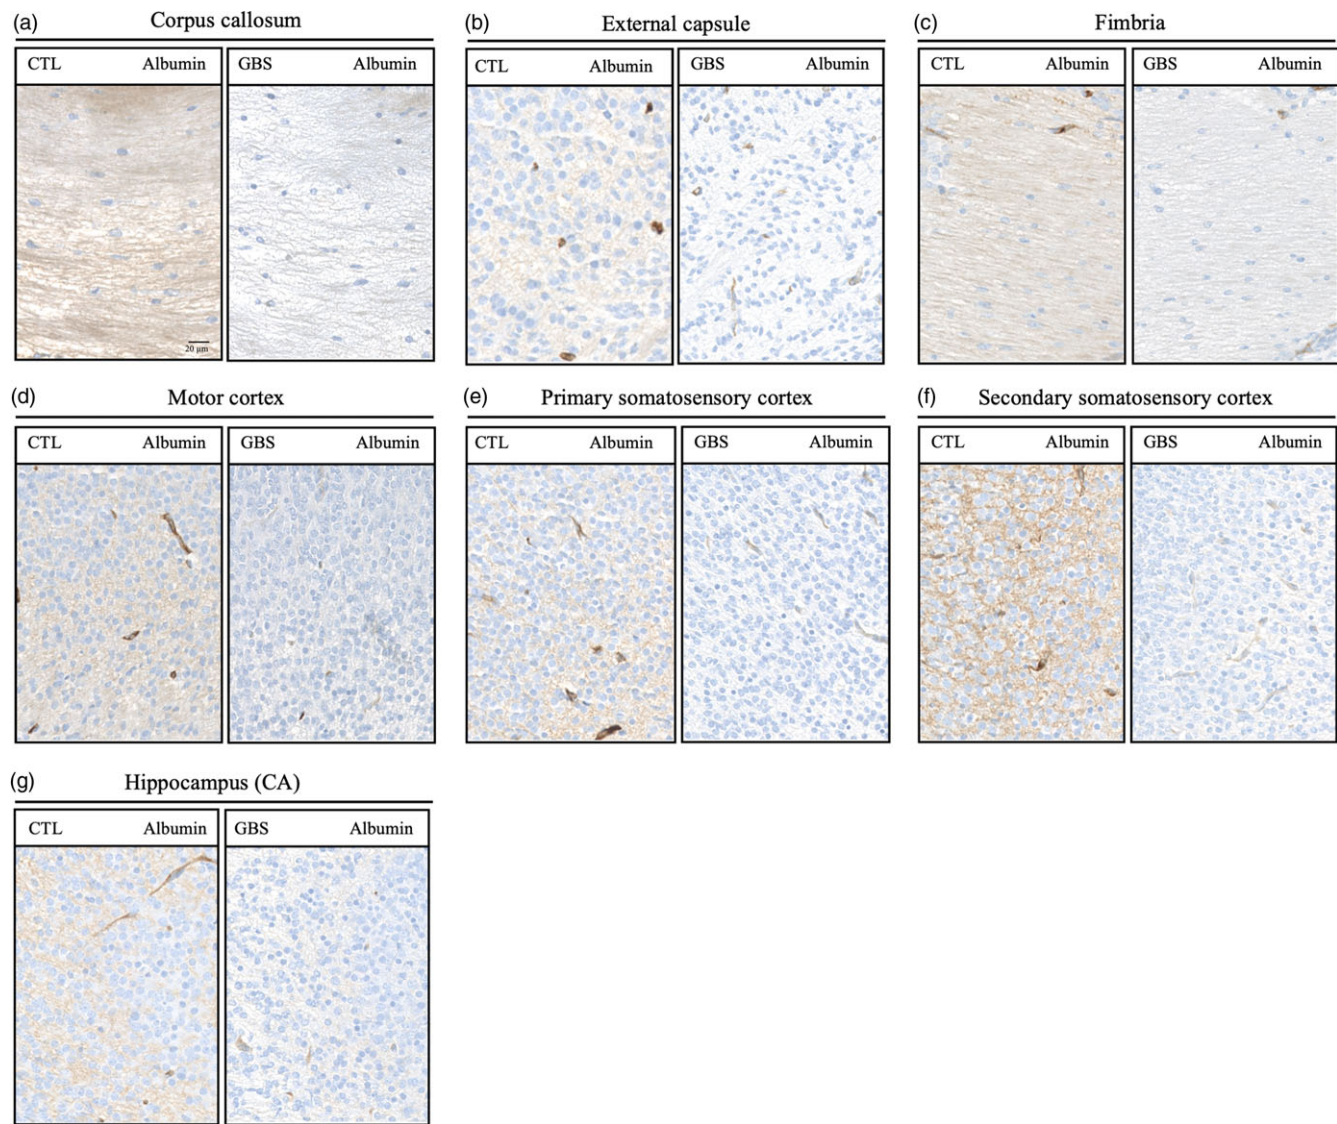 (a) Corpus callosum
CTL Albumin GBS Albumin
20 μm
(b) External capsule
CTL Albumin GBS Albumin
(c) Fimbria
CTL Albumin GBS Albumin
(d) Motor cortex
CTL Albumin GBS Albumin
(e) Primary somatosensory cortex
CTL Albumin GBS Albumin
(f) Secondary somatosensory cortex
CTL Albumin GBS Albumin
(g) Hippocampus (CA)
CTL Albumin GBS Albumin